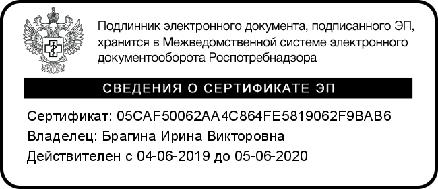 Подлинник электронного документа, подписанного ЭП,
хранится в Межведомственной системе электронного
документооборота Роспотребнадзора
СВЕДЕНИЯ О СЕРТИФИКАТЕ ЭП
Сертификат: 05CAF50062AA4C864FE5819062F9BAB6
Владелец: Брагина Ирина Викторовна
Действителен с 04-06-2019 до 05-06-2020